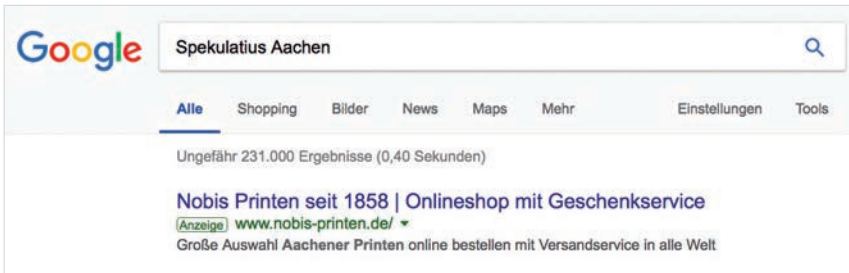 Google Spekulatius Aachen
Alle Shopping Bilder News Maps Mehr Einstellungen Tools
Ungefähr 231.000 Ergebnisse (0,40 Sekunden)
Nobis Printen seit 1858 | Onlineshop mit Geschenkservice
Anzeige www.nobis-printen.de/
Große Auswahl Aachener Printen online bestellen mit Versandservice in alle Welt